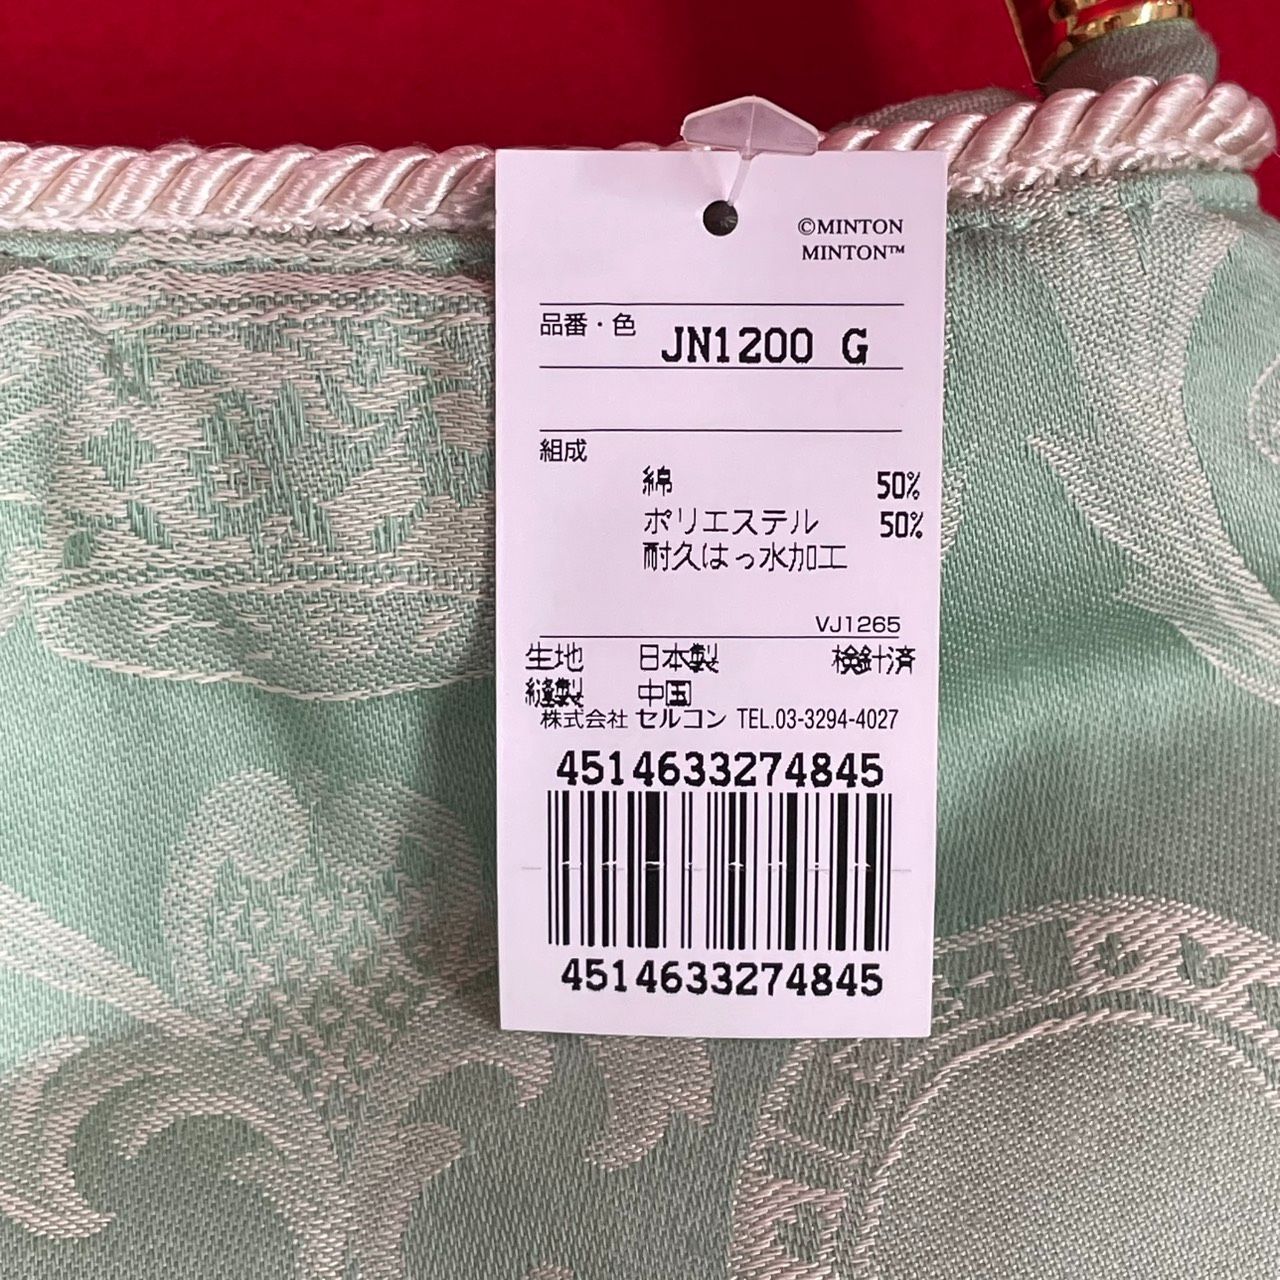 ©MINTON
MINTON™
品番・色 JN1200 G
組成
綿 50%
ポリエステル 50%
耐久はっ水加工
VJ1265
生地 日本製 検針済
縫製 中国
株式会社 セルコン TEL.03-3294-4027
4514633274845
4514633274845